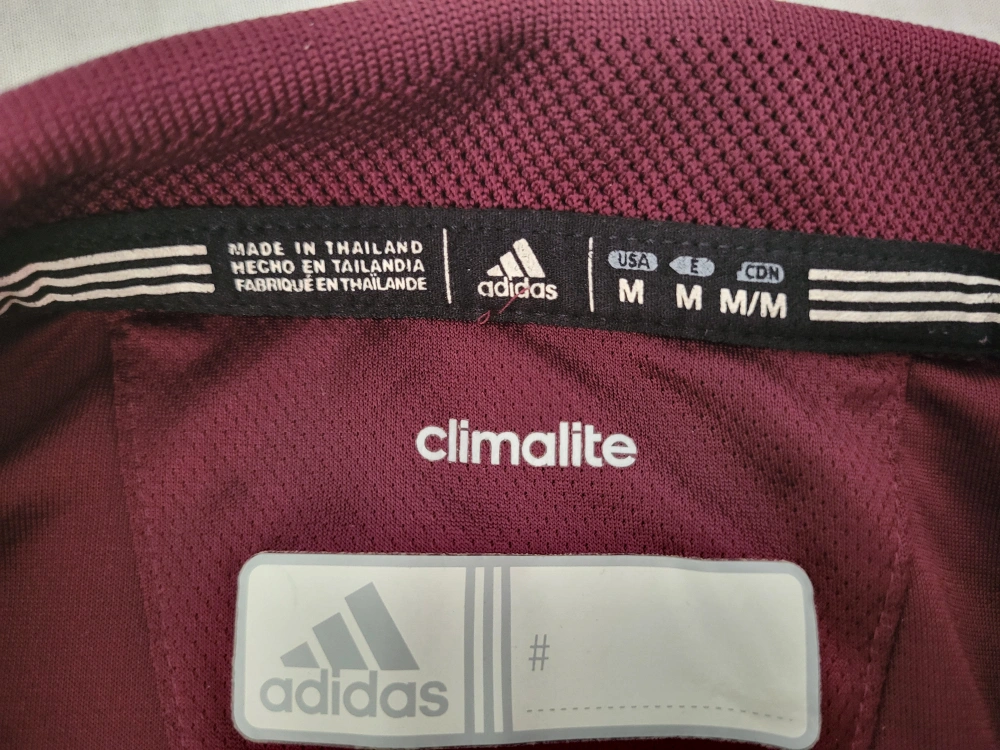 MADE IN THAILAND
HECHO EN TAILANDIA
FABRIQUÉ EN THAÏLANDE
adidas
USA E CDN
M M M/M
climalite
adidas
#